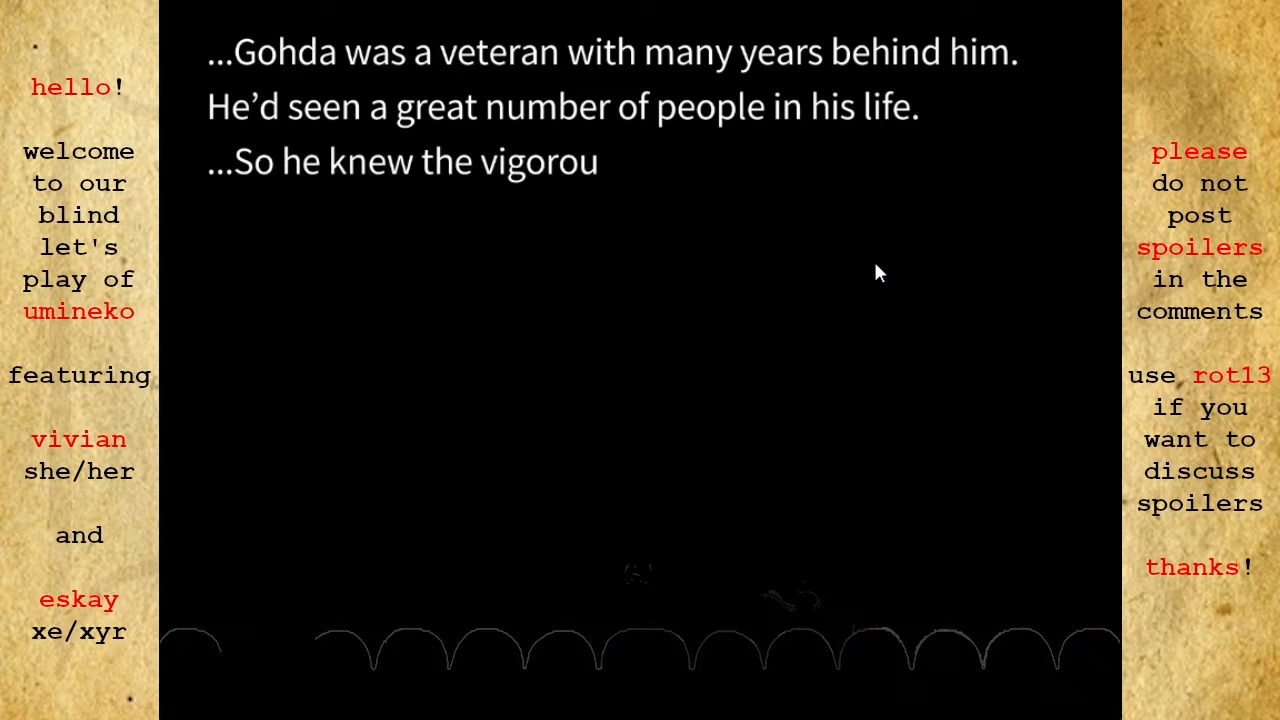 hello!
welcome
to our
blind
let's
play of
umineko
featuring
vivian
she/her
and
eskay
xe/xyr
...Gohda was a veteran with many years behind him.
He’d seen a great number of people in his life.
...So he knew the vigorou
please
do not
post
spoilers
in the
comments
use rot13
if you
want to
discuss
spoilers
thanks!